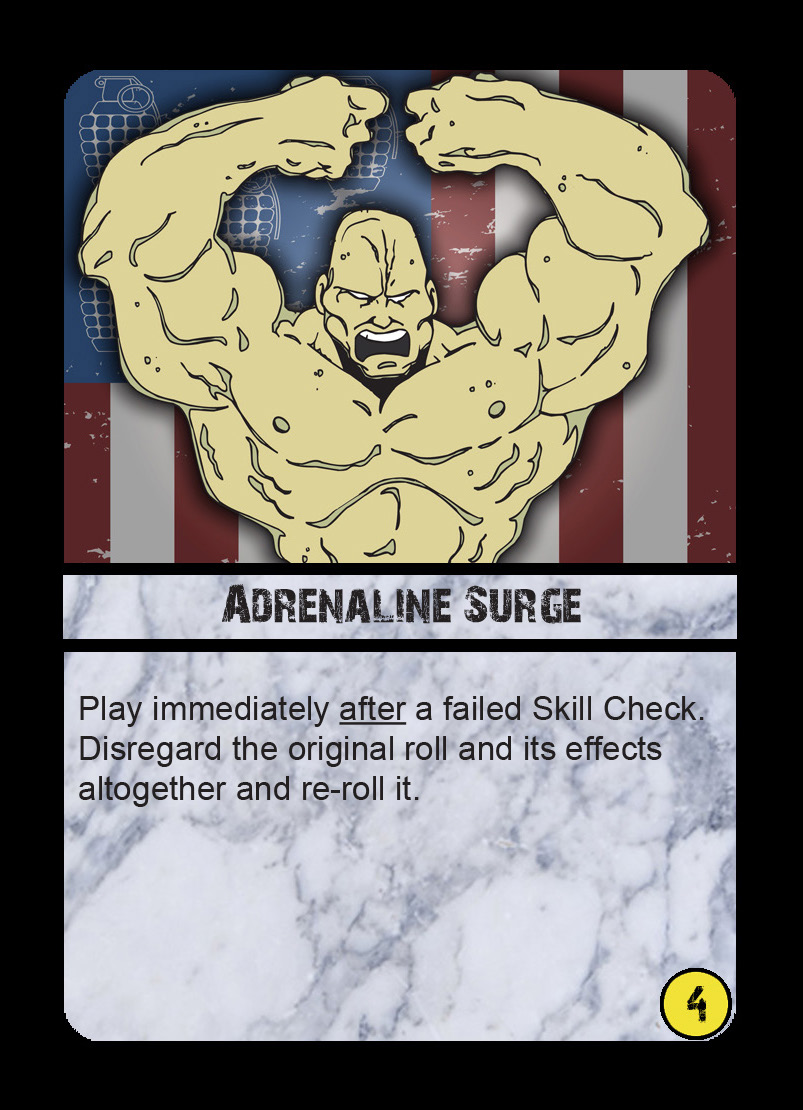 Adrenaline Surge
Play immediately after a failed Skill Check.
Disregard the original roll and its effects
altogether and re-roll it.
4